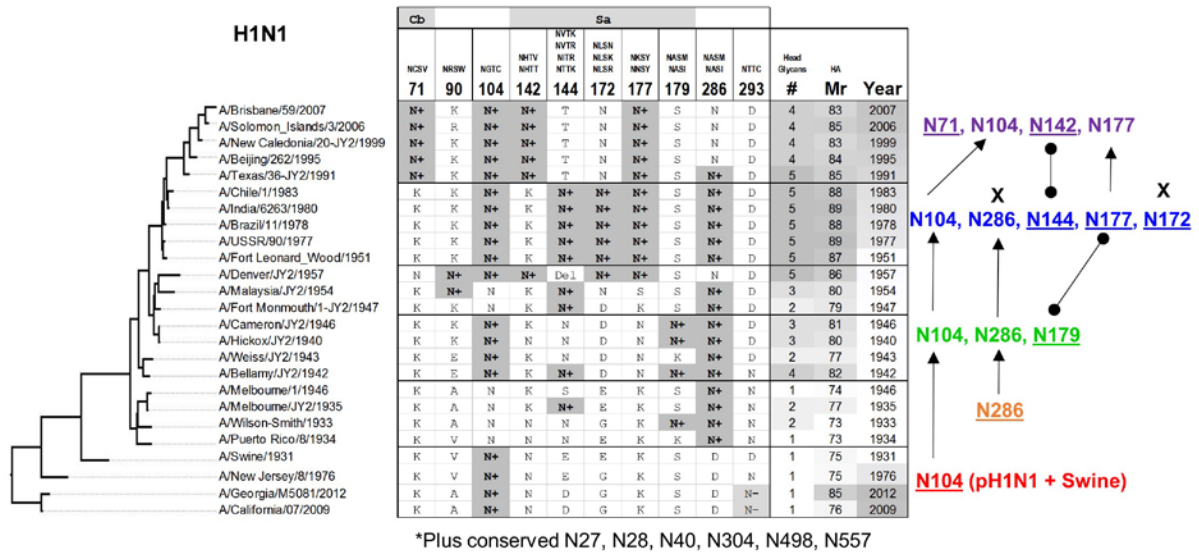 H1N1
Cb Sa
NCSV NRSW NGTC NHTV NHTT NVTK NVTR NITR NTTK NLSN NLSK NLSR NKSY NNSY NASM NASI NASM NASI NTTC Head Glycans HA
71 90 104 142 144 172 177 179 286 293 # Mr Year
A/Brisbane/59/2007 N+ K N+ N+ T N N+ S N D 4 83 2007
A/Solomon_Islands/3/2006 N+ R N+ N+ T N N+ S N D 4 85 2006
A/New Caledonia/20-JY2/1999 N+ K N+ N+ T N N+ S N D 4 83 1999
A/Beijing/262/1995 N+ K N+ N+ T N N+ S N D 4 84 1995
A/Texas/36-JY2/1991 N+ K N+ N+ T N N+ S N+ D 5 85 1991
A/Chile/1/1983 K K N+ K N+ N+ N+ S N+ D 5 88 1983
A/India/6263/1980 K K N+ K N+ N+ N+ S N+ D 5 89 1980
A/Brazil/11/1978 K K N+ K N+ N+ N+ S N+ D 5 88 1978
A/USSR/90/1977 K K N+ K N+ N+ N+ S N+ D 5 89 1977
A/Fort Leonard_Wood/1951 K K N+ K N+ N+ N+ S N+ D 5 87 1951
A/Denver/JY2/1957 N N+ N+ N+ Del N+ N+ S N D 5 86 1957
A/Malaysia/JY2/1954 K N+ N K N+ N S S N+ D 3 80 1954
A/Fort Monmouth/1-JY2/1947 K K N K N+ D K S N+ D 2 79 1947
A/Cameron/JY2/1946 K K N+ K N D N N+ N+ D 3 81 1946
A/Hickox/JY2/1940 K K N+ K N D N N+ N+ D 3 80 1940
A/Weiss/JY2/1943 K E N+ K N D N K N+ D 2 77 1943
A/Bellamy/JY2/1942 K E N+ K N+ D N N+ N+ D 4 82 1942
A/Melbourne/1/1946 K A N K S E K S N+ D 1 74 1946
A/Melbourne/JY2/1935 K A N K N+ E K S N+ D 2 77 1935
A/Wilson-Smith/1933 K A N N N G K N+ N+ D 2 73 1933
A/Puerto Rico/8/1934 K V N N N E K K N+ D 1 73 1934
A/Swine/1931 K V N+ N E E K S D D 1 75 1931
A/New Jersey/8/1976 K V N+ N E G K S D N 1 75 1976
A/Georgia/M5081/2012 K A N+ N D G K S D N- 1 85 2012
A/California/07/2009 K A N+ N D G K S D N- 1 76 2009
N71, N104, N142, N177
X X
N104, N286, N144, N177, N172
N104, N286, N179
N286
N104 (pH1N1 + Swine)
*Plus conserved N27, N28, N40, N304, N498, N557